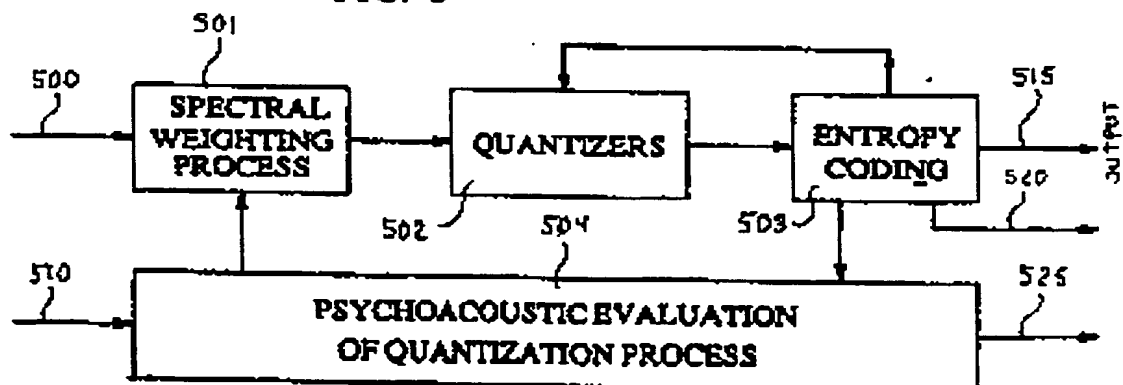 501
500
SPECTRAL
WEIGHTING
PROCESS
QUANTIZERS
502
ENTROPY
CODING
503
515
OUTPUT
520
504
510
PSYCHOACOUSTIC EVALUATION
OF QUANTIZATION PROCESS
525